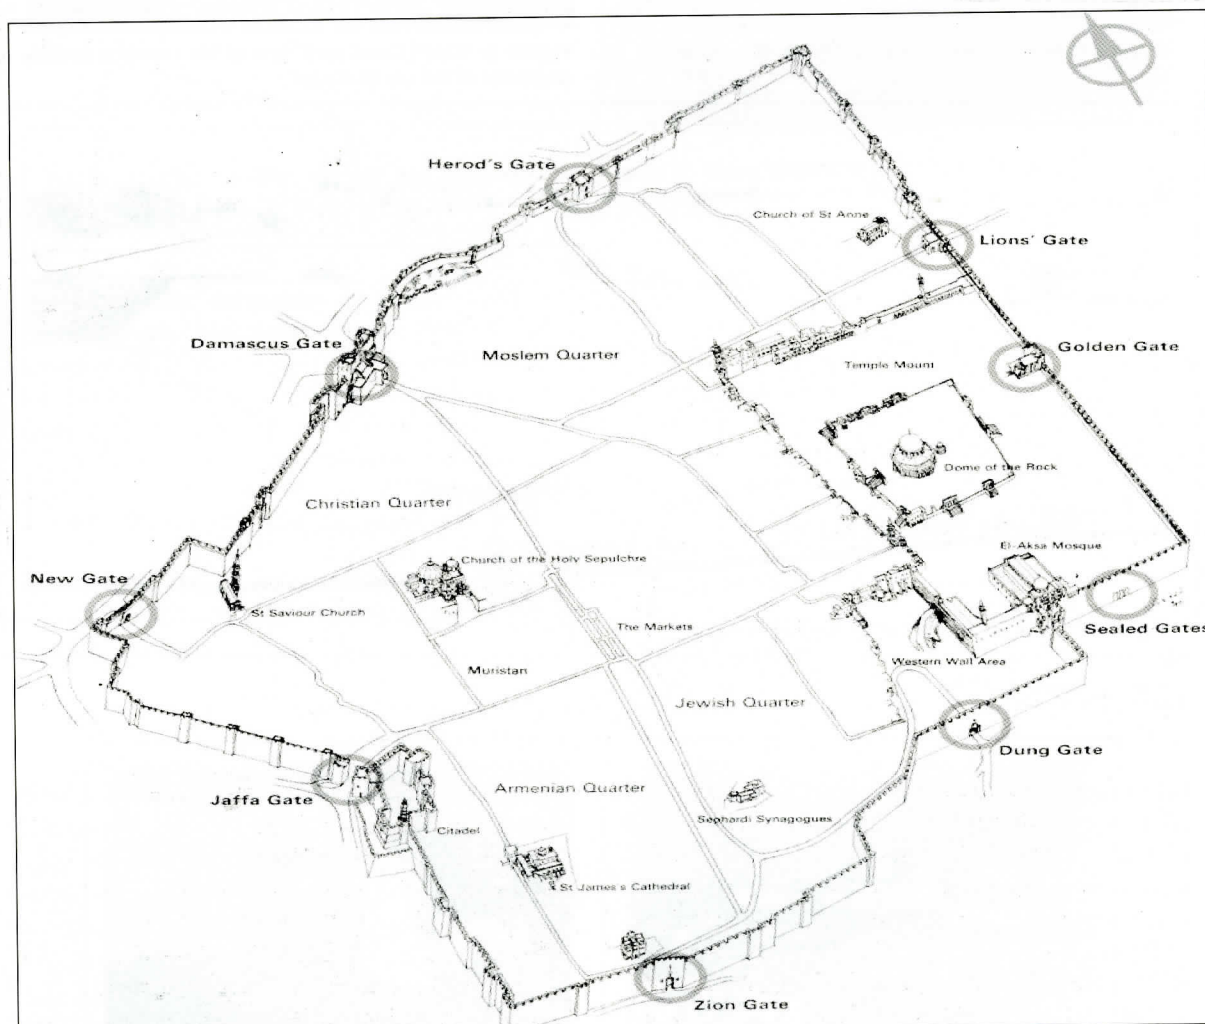 Herod's Gate
Church of St Anne
Lions' Gate
Damascus Gate
Moslem Quarter
Golden Gate
Temple Mount
Dome of the Rock
Christian Quarter
El-Aksa Mosque
Church of the Holy Sepulchre
New Gate
St Saviour Church
The Markets
Sealed Gates
Western Wall Area
Muristan
Jewish Quarter
Dung Gate
Armenian Quarter
Jaffa Gate
Sephardi Synagogues
Citadel
St James's Cathedral
Zion Gate